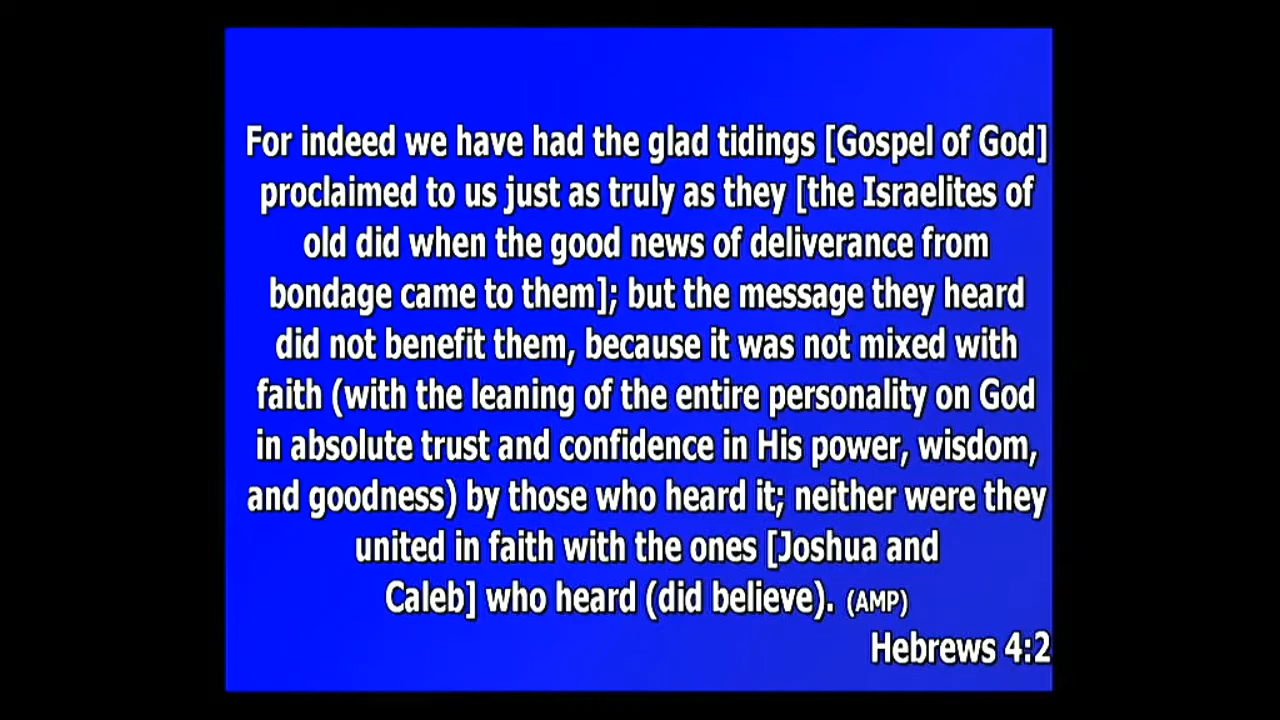 For indeed we have had the glad tidings [Gospel of God]
proclaimed to us just as truly as they [the Israelites of
old did when the good news of deliverance from
bondage came to them]; but the message they heard
did not benefit them, because it was not mixed with
faith (with the leaning of the entire personality on God
in absolute trust and confidence in His power, wisdom,
and goodness) by those who heard it; neither were they
united in faith with the ones [Joshua and
Caleb] who heard (did believe). (AMP)
Hebrews 4:2